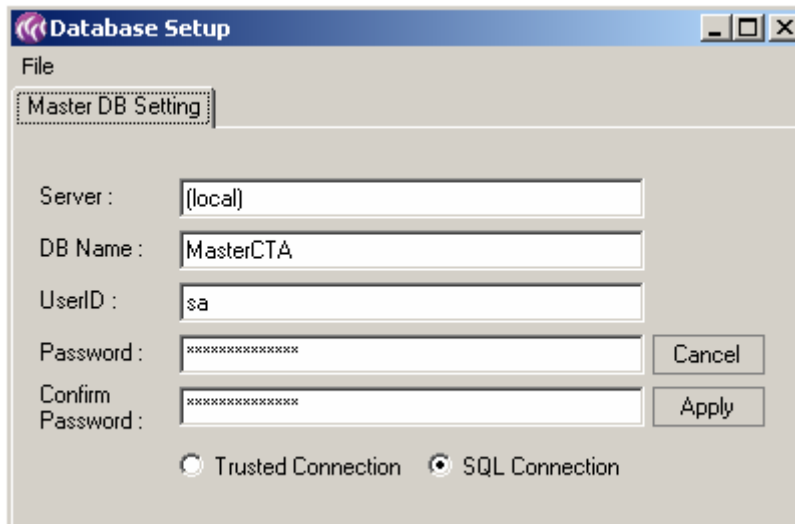 Database Setup
File
Master DB Setting
Server : (local)
DB Name : MasterCTA
UserID : sa
Password : ************** Cancel
Confirm Password : ************** Apply
Trusted Connection SQL Connection